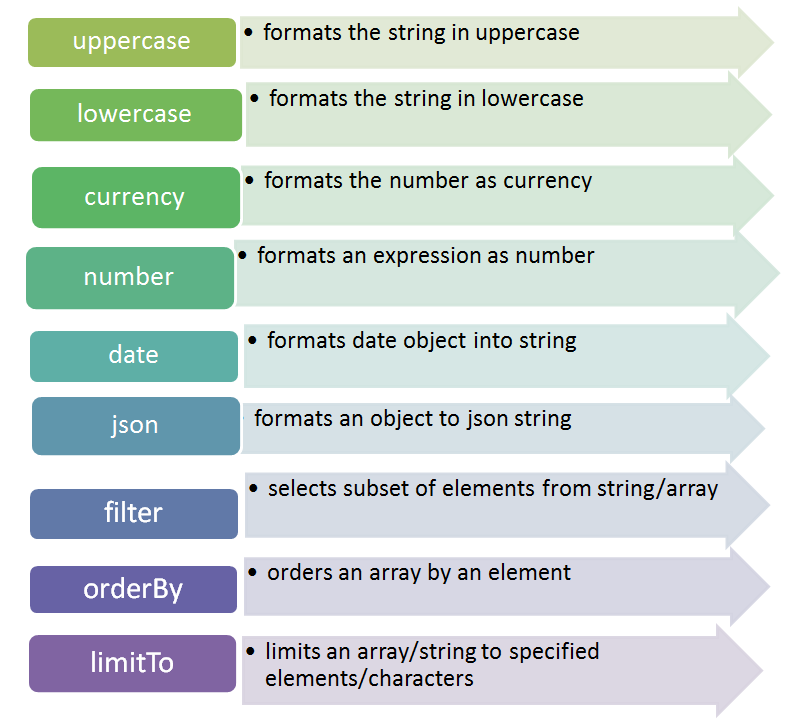 uppercase
• formats the string in uppercase
lowercase
• formats the string in lowercase
currency
• formats the number as currency
number
• formats an expression as number
date
• formats date object into string
json
• formats an object to json string
filter
• selects subset of elements from string/array
orderBy
• orders an array by an element
limitTo
• limits an array/string to specified
elements/characters